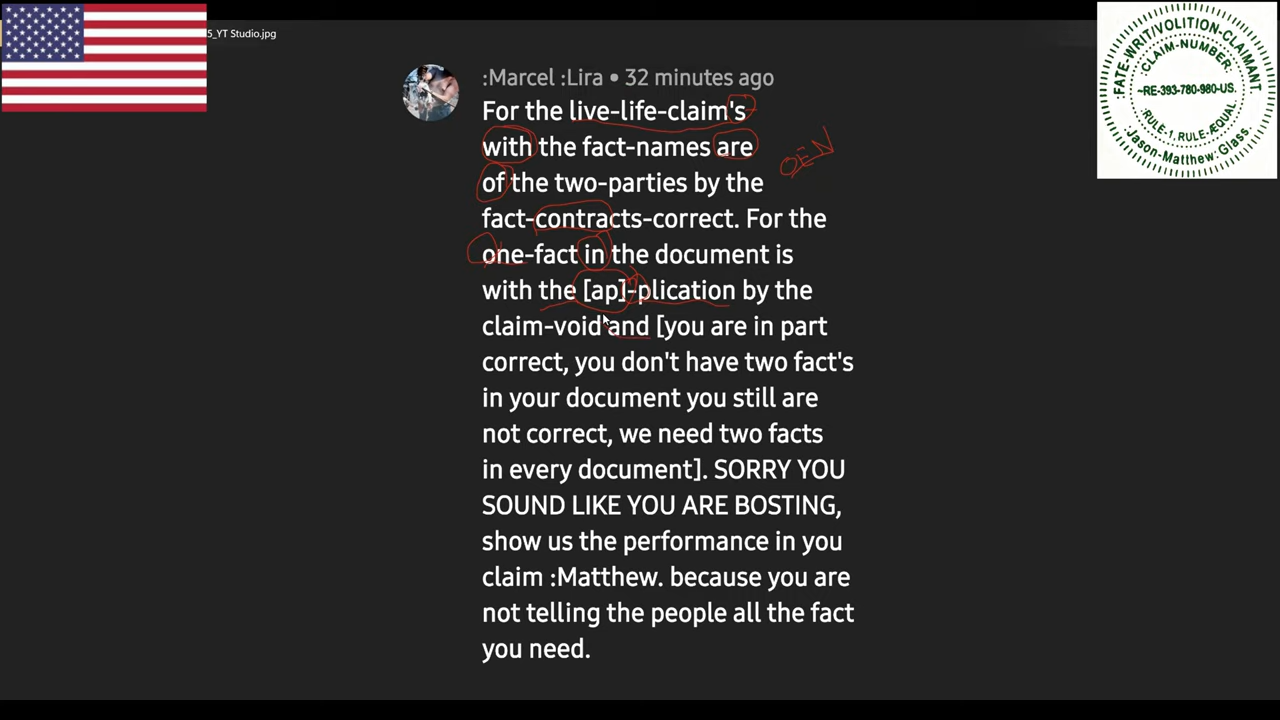 5_YT Studio.jpg
:FATE-WRIT/VOLITION-CLAIMANT.
:CLAIM-NUMBER:
~RE-393-780-980-US.
:RULE-1.RULE-ÆQUAL:
:Jason-Matthew:Glass.
:Marcel :Lira • 32 minutes ago
For the live-life-claim's
with the fact-names are
of the two-parties by the
fact-contracts-correct. For the
one-fact in the document is
with the [ap]-plication by the
claim-void and [you are in part
correct, you don't have two fact's
in your document you still are
not correct, we need two facts
in every document]. SORRY YOU
SOUND LIKE YOU ARE BOSTING,
show us the performance in you
claim :Matthew. because you are
not telling the people all the fact
you need.